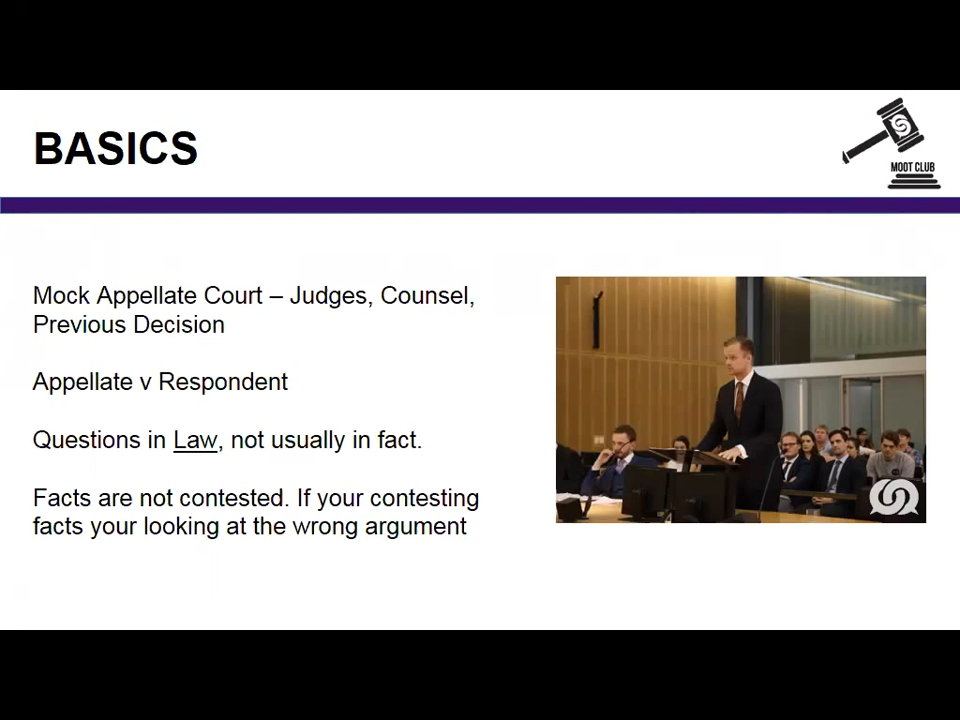 BASICS
MOOT CLUB
Mock Appellate Court – Judges, Counsel,
Previous Decision
Appellate v Respondent
Questions in Law, not usually in fact.
Facts are not contested. If your contesting
facts your looking at the wrong argument